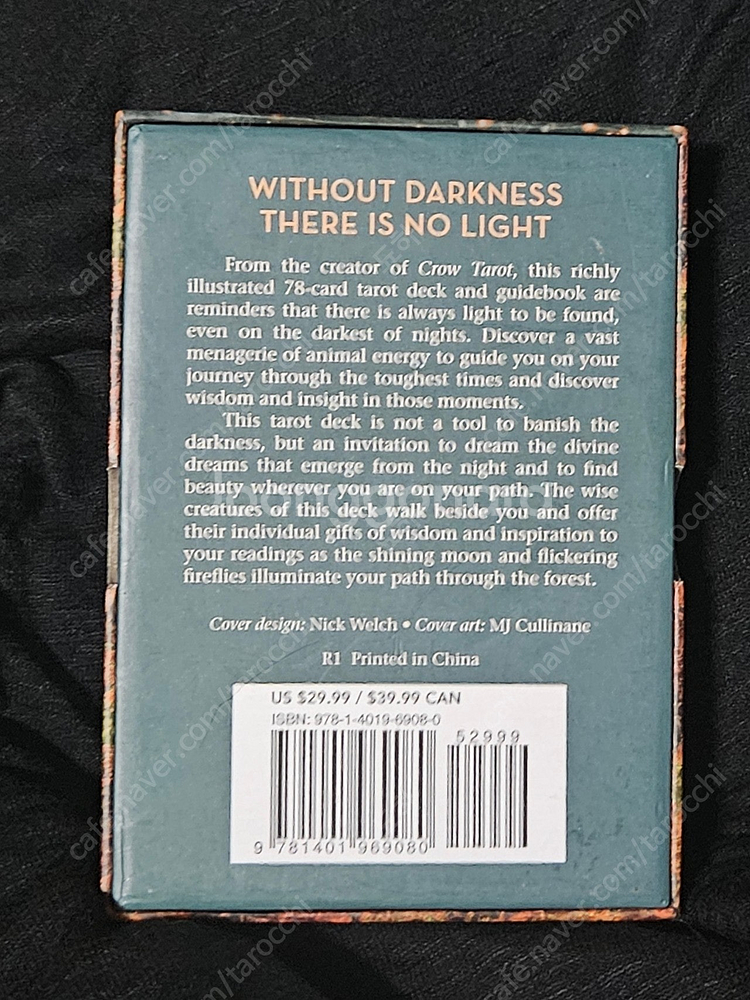 WITHOUT DARKNESS
THERE IS NO LIGHT
From the creator of Crow Tarot, this richly
illustrated 78-card tarot deck and guidebook are
reminders that there is always light to be found,
even on the darkest of nights. Discover a vast
menagerie of animal energy to guide you on your
journey through the toughest times and discover
wisdom and insight in those moments.
This tarot deck is not a tool to banish the
darkness, but an invitation to dream the divine
dreams that emerge from the night and to find
beauty wherever you are on your path. The wise
creatures of this deck walk beside you and offer
their individual gifts of wisdom and inspiration to
your readings as the shining moon and flickering
fireflies illuminate your path through the forest.
Cover design: Nick Welch • Cover art: MJ Cullinane
R1 Printed in China
US $29.99 / $39.99 CAN
ISBN: 978-1-4019-6908-0
52999
9 781401 969080
cafe.naver.com/tarocchi